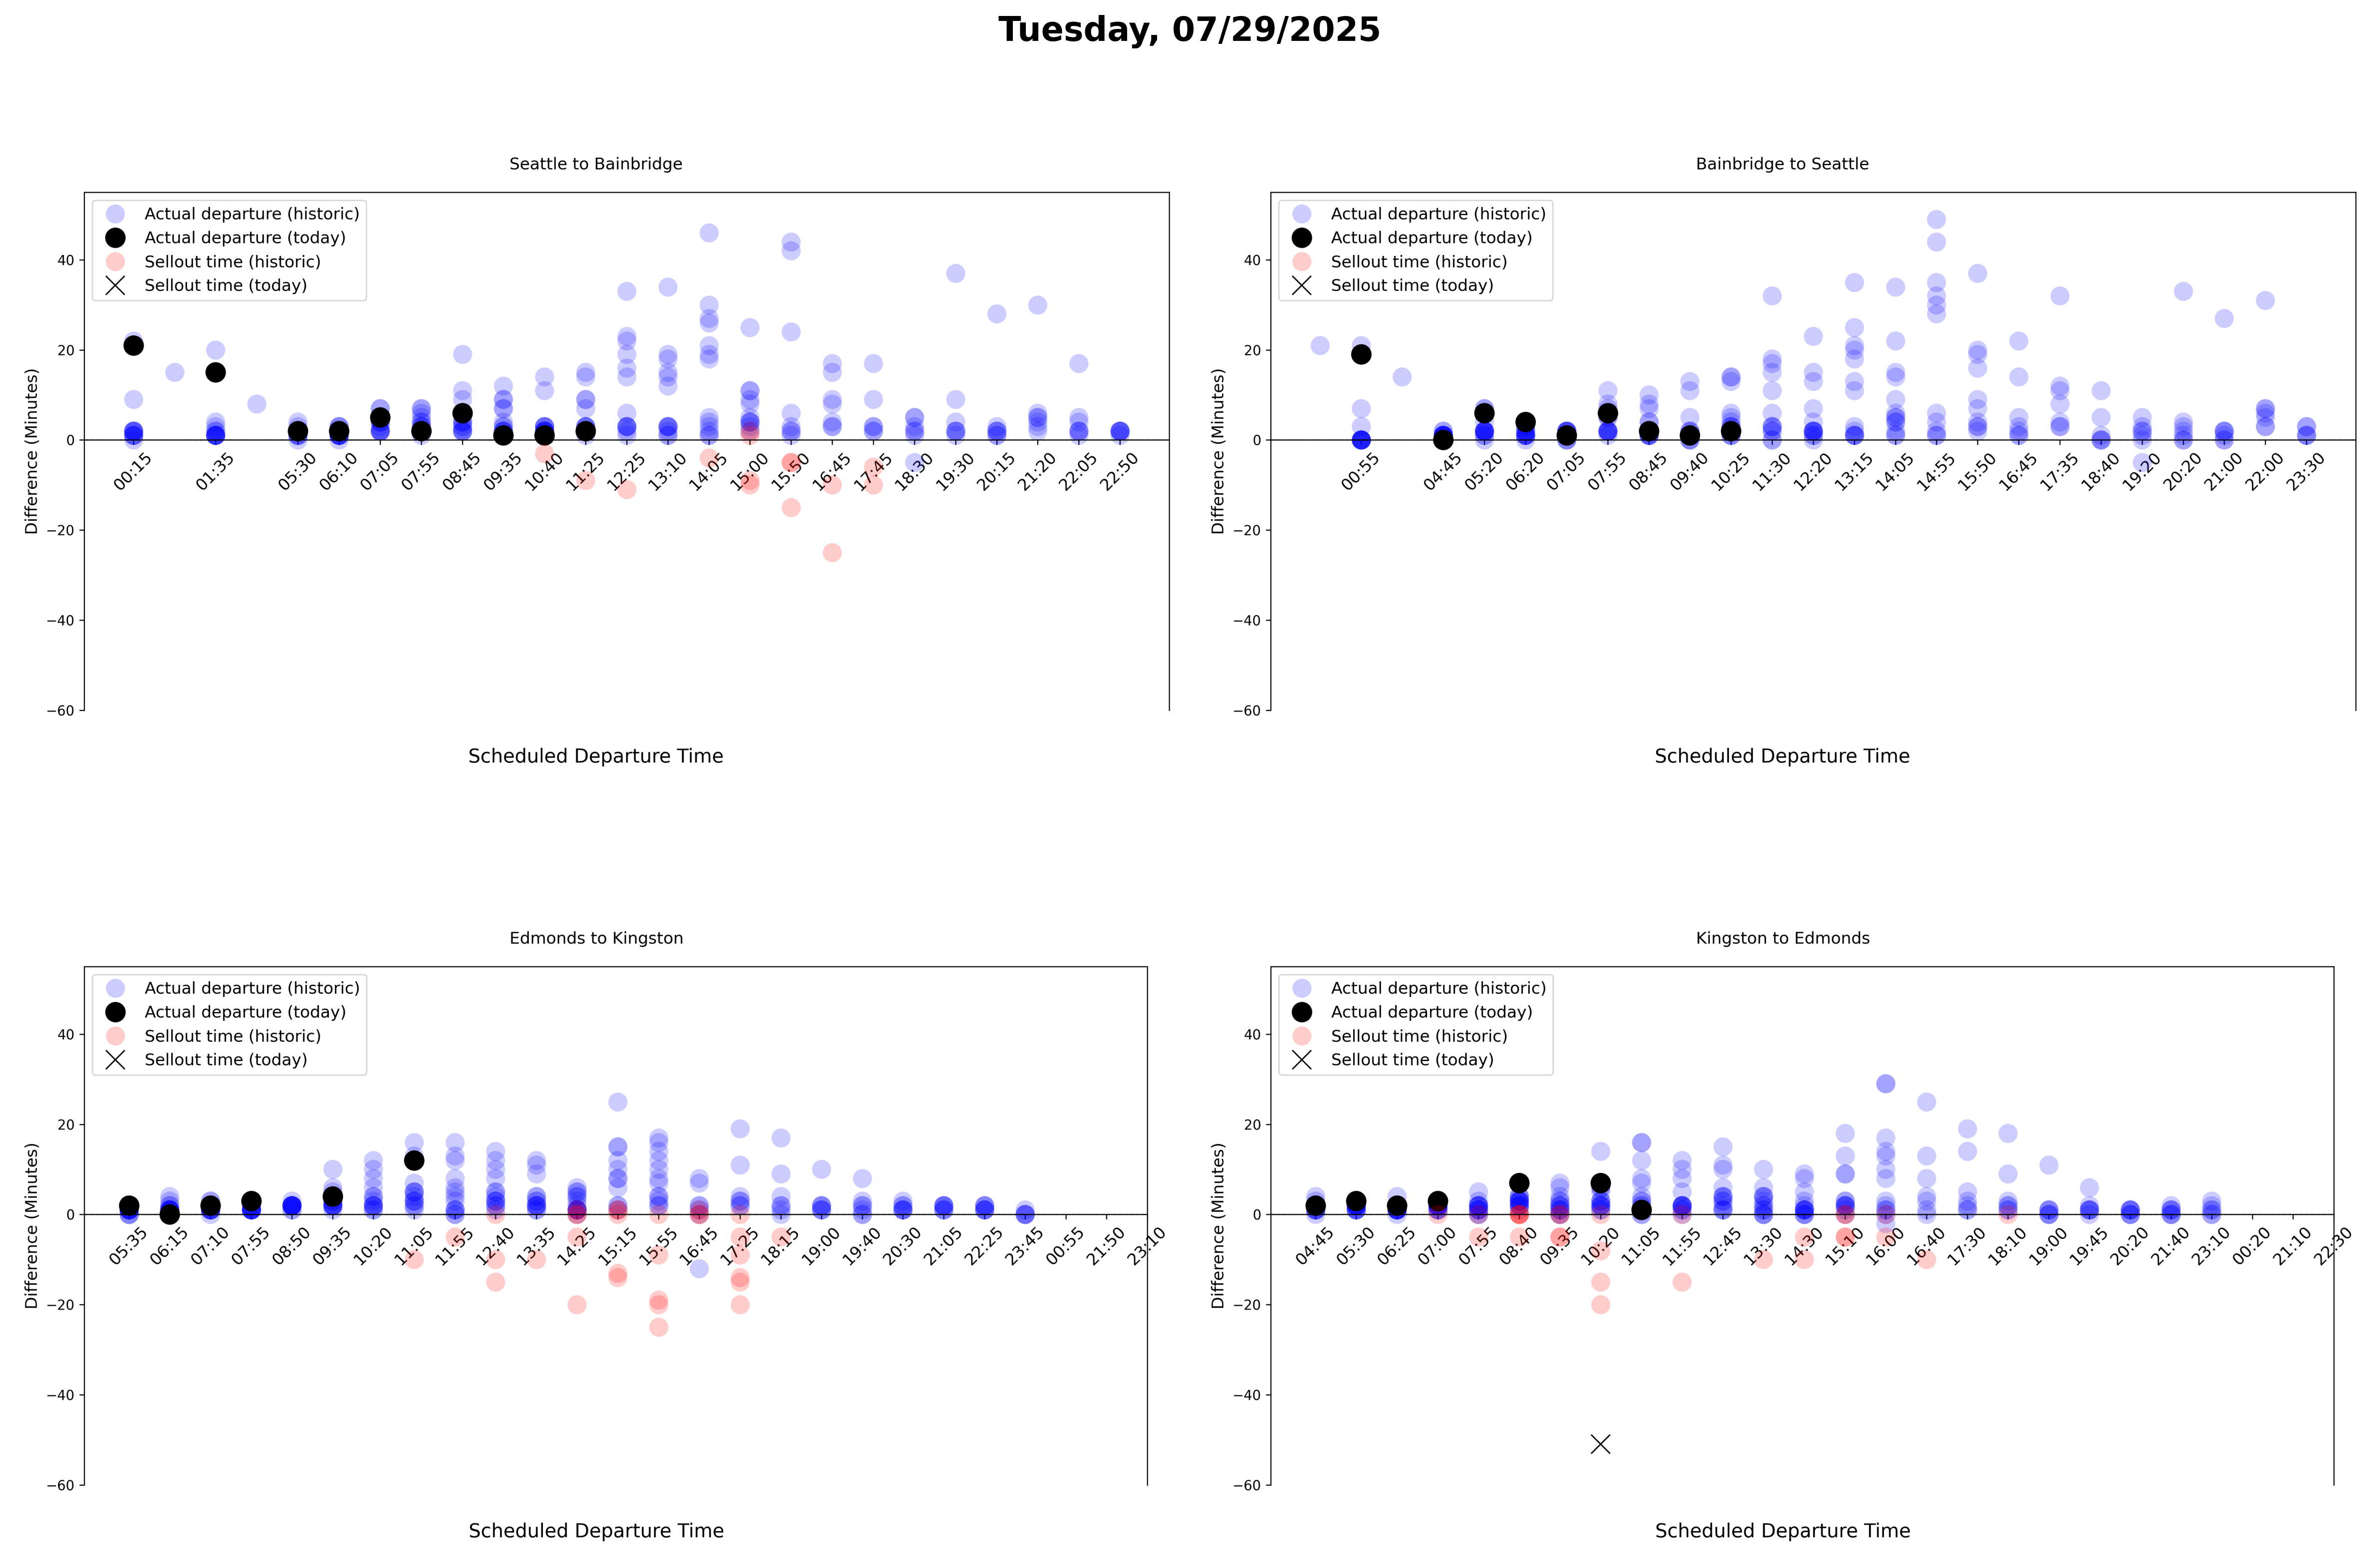 Tuesday, 07/29/2025
Seattle to Bainbridge
Actual departure (historic)
Actual departure (today)
Sellout time (historic)
Sellout time (today)
Difference (Minutes)
40
20
0
−20
−40
−60
00:15 01:35 05:30 06:10 07:05 07:55 08:45 09:35 10:40 11:25 12:25 13:10 14:05 15:00 15:50 16:45 17:45 18:30 19:30 20:15 21:20 22:05 22:50
Scheduled Departure Time
Bainbridge to Seattle
Actual departure (historic)
Actual departure (today)
Sellout time (historic)
Sellout time (today)
Difference (Minutes)
40
20
0
−20
−40
−60
00:55 04:45 05:20 06:20 07:05 07:55 08:45 09:40 10:25 11:30 12:20 13:15 14:05 14:55 15:50 16:45 17:35 18:40 19:20 20:20 21:00 22:00 23:30
Scheduled Departure Time
Edmonds to Kingston
Actual departure (historic)
Actual departure (today)
Sellout time (historic)
Sellout time (today)
Difference (Minutes)
40
20
0
−20
−40
−60
05:35 06:15 07:10 07:55 08:50 09:35 10:20 11:05 11:55 12:40 13:35 14:25 15:15 15:55 16:45 17:25 18:15 19:00 19:40 20:30 21:05 22:25 23:45 00:55 21:50 23:10
Scheduled Departure Time
Kingston to Edmonds
Actual departure (historic)
Actual departure (today)
Sellout time (historic)
Sellout time (today)
Difference (Minutes)
40
20
0
−20
−40
−60
04:45 05:30 06:25 07:00 07:55 08:40 09:35 10:20 11:05 11:55 12:45 13:30 14:30 15:10 16:00 16:40 17:30 18:10 19:00 19:45 20:20 21:40 23:10 00:20 21:10 22:30
Scheduled Departure Time